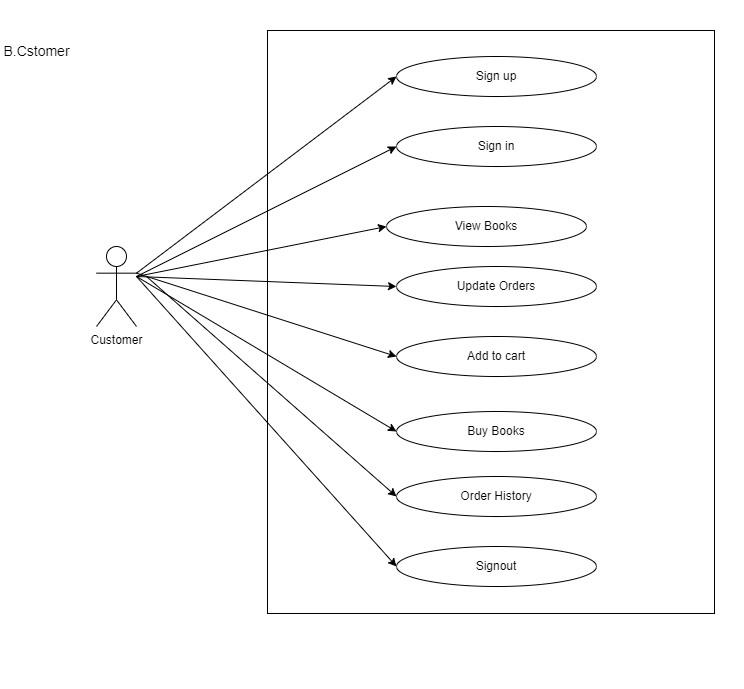 B.Cstomer
Sign up
Sign in
View Books
Update Orders
Customer
Add to cart
Buy Books
Order History
Signout